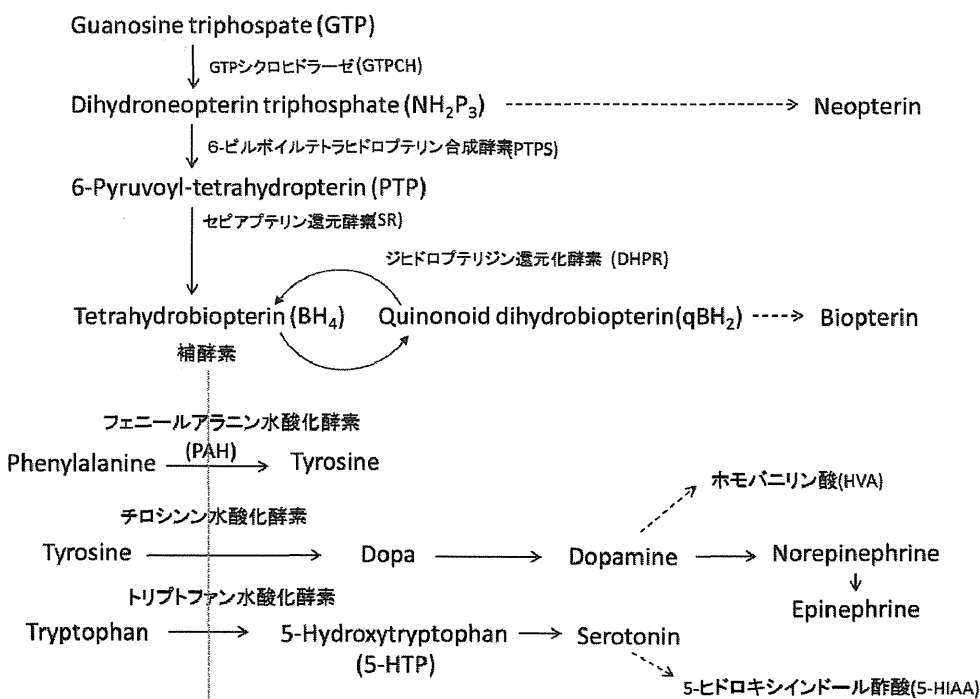 Guanosine triphospate (GTP)
GTPシクロヒドラーゼ(GTPCH)
Dihydroneopterin triphosphate (NH₂P₃)
Neopterin
6-ピルボイルテトラヒドロプテリン合成酵素(PTPS)
6-Pyruvoyl-tetrahydropterin (PTP)
セピアプテリン還元酵素(SR)
ジヒドロプテリジン還元化酵素 (DHPR)
Tetrahydrobiopterin (BH₄)
Quinonoid dihydrobiopterin(qBH₂)
Biopterin
補酵素
フェニールアラニン水酸化酵素
(PAH)
Phenylalanine
Tyrosine
ホモバニリン酸(HVA)
チロシンン水酸化酵素
Tyrosine
Dopa
Dopamine
Norepinephrine
Epinephrine
トリプトファン水酸化酵素
Tryptophan
5-Hydroxytryptophan
(5-HTP)
Serotonin
5-ヒドロキシインドール酢酸(5-HIAA)